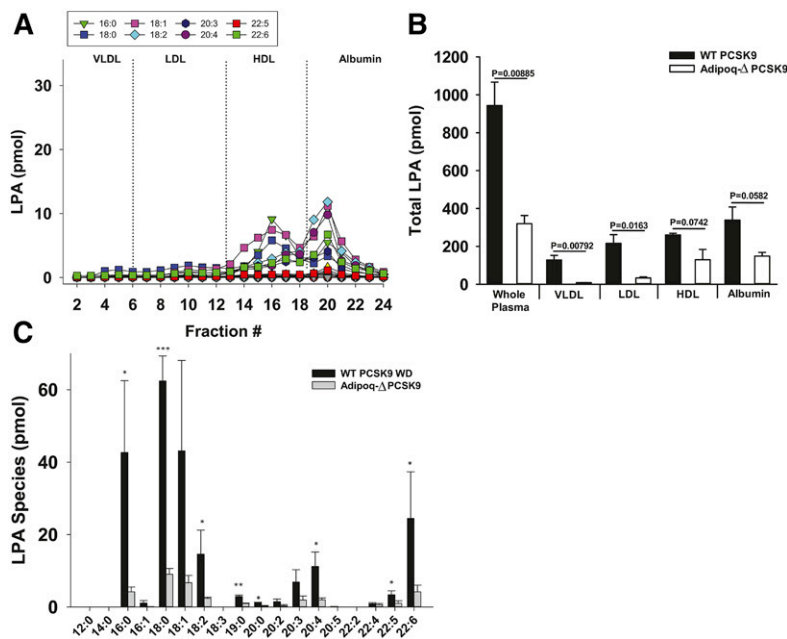 A
16:0 18:1 20:3 22:5
18:0 18:2 20:4 22:6
VLDL LDL HDL Albumin
30
20
10
0
LPA (pmol)
2 4 6 8 10 12 14 16 18 20 22 24
Fraction #
B
WT PCSK9
Adipoq-Δ PCSK9
1200
1000
800
600
400
200
0
Total LPA (pmol)
P=0.00885
P=0.00792
P=0.0163
P=0.0742
P=0.0582
Whole
Plasma
VLDL LDL HDL Albumin
C
WT PCSK9 WD
Adipoq-Δ PCSK9
60
40
20
0
LPA Species (pmol)
* *** * ** * * * *
12:0 14:0 16:0 16:1 18:0 18:1 18:2 18:3 19:0 20:0 20:2 20:3 20:4 20:5 22:2 22:4 22:5 22:6